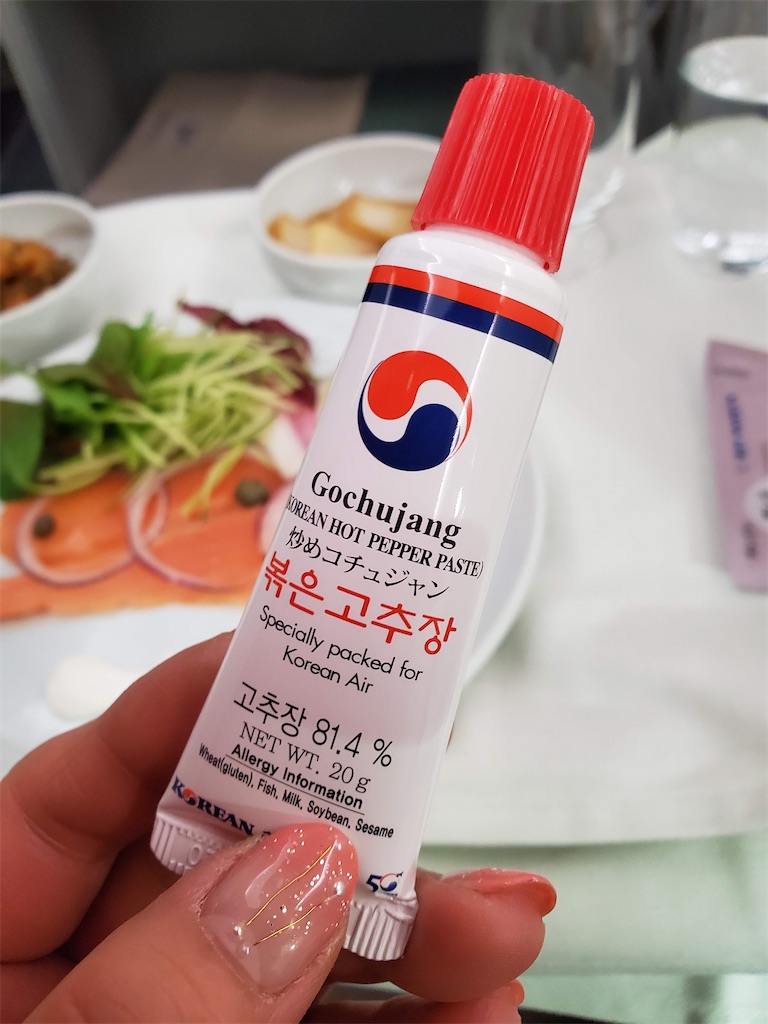 Gochujang
(KOREAN HOT PEPPER PASTE)
炒めコチュジャン
볶은고추장
Specially packed for
Korean Air
고추장 81.4 %
NET WT. 20 g
Allergy Information
Wheat(gluten), Fish, Milk, Soybean, Sesame
KOREAN
50